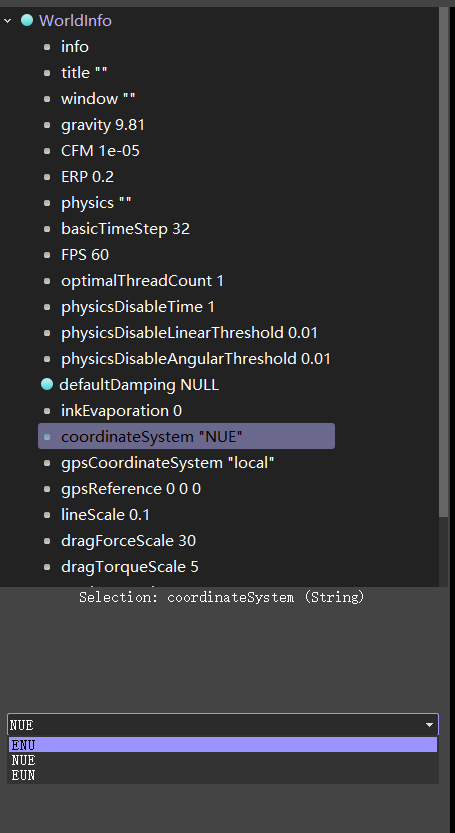 WorldInfo
info
title ""
window ""
gravity 9.81
CFM 1e-05
ERP 0.2
physics ""
basicTimeStep 32
FPS 60
optimalThreadCount 1
physicsDisableTime 1
physicsDisableLinearThreshold 0.01
physicsDisableAngularThreshold 0.01
defaultDamping NULL
inkEvaporation 0
coordinateSystem "NUE"
gpsCoordinateSystem "local"
gpsReference 0 0 0
lineScale 0.1
dragForceScale 30
dragTorqueScale 5
Selection: coordinateSystem (String)
NUE
ENU
NUE
EUN